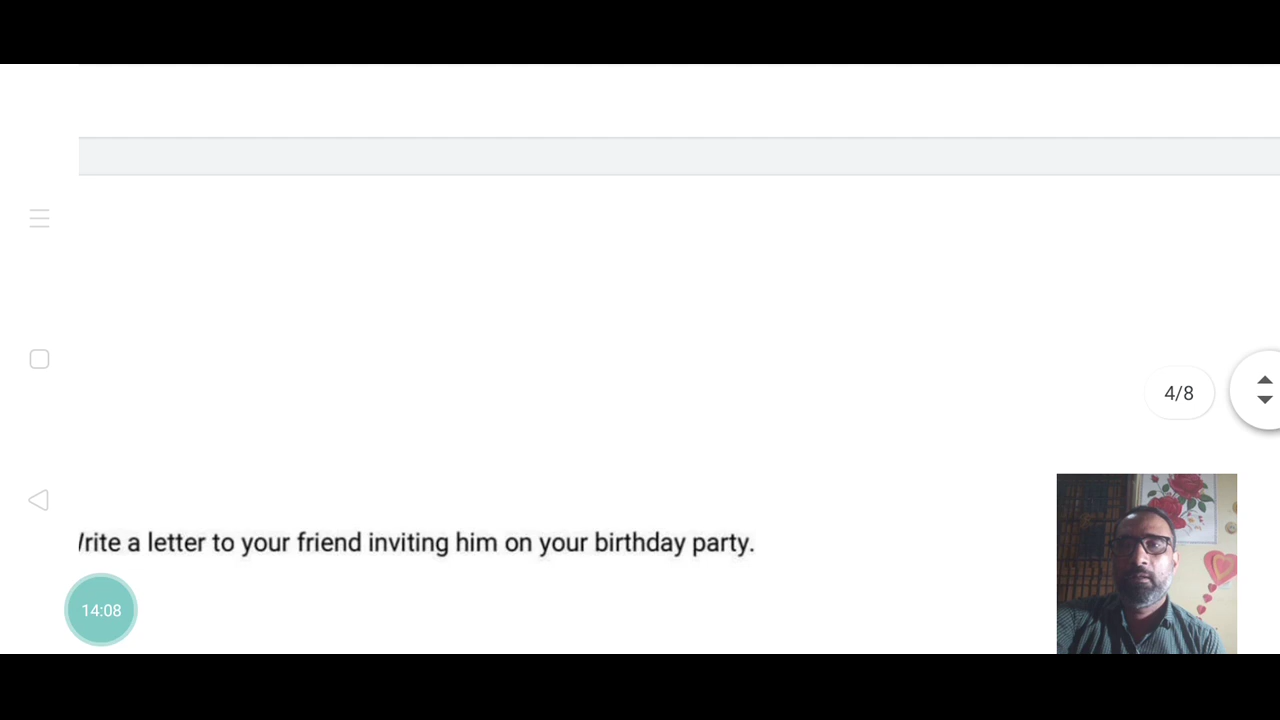 4/8
rite a letter to your friend inviting him on your birthday party.
14:08